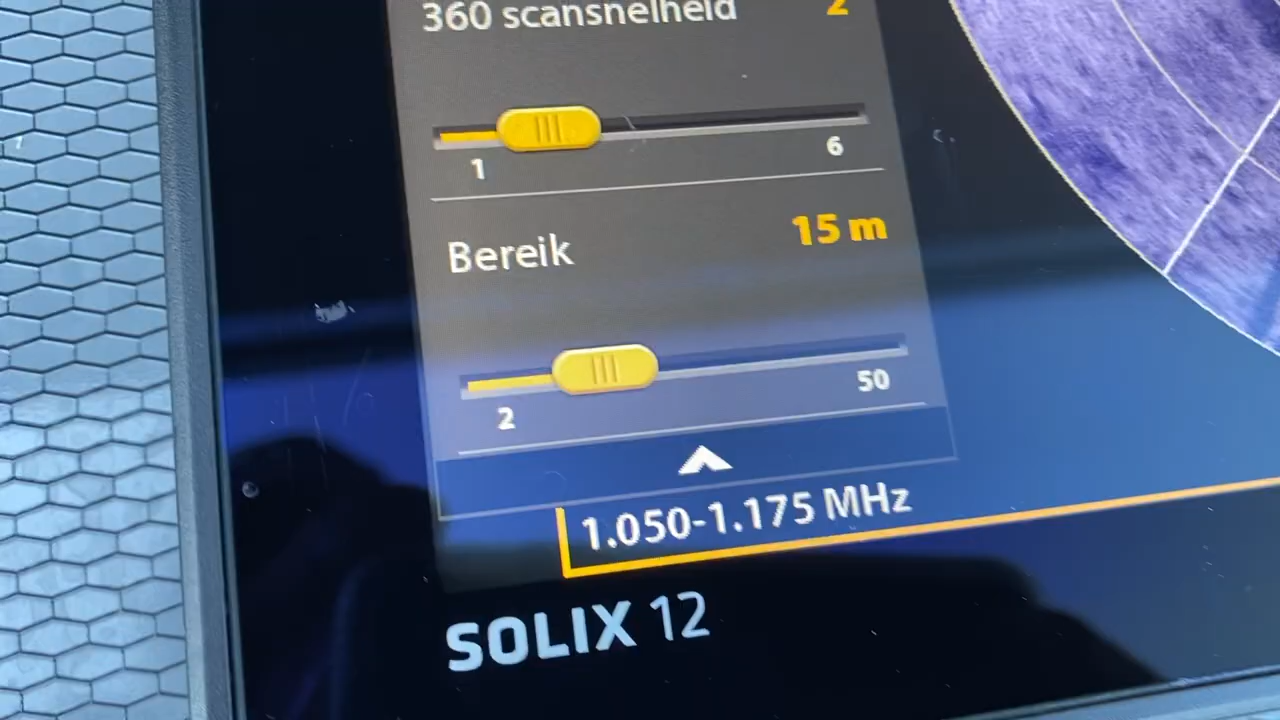 360 scansnelheid 2
1 6
Bereik 15 m
2 50
1.050-1.175 MHz
SOLIX 12